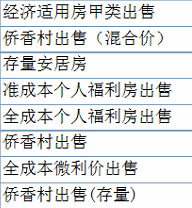 经济适用房甲类出售
侨香村出售（混合价）
存量安居房
准成本个人福利房出售
全成本个人福利房出售
侨香村出售
全成本微利价出售
侨香村出售(存量)